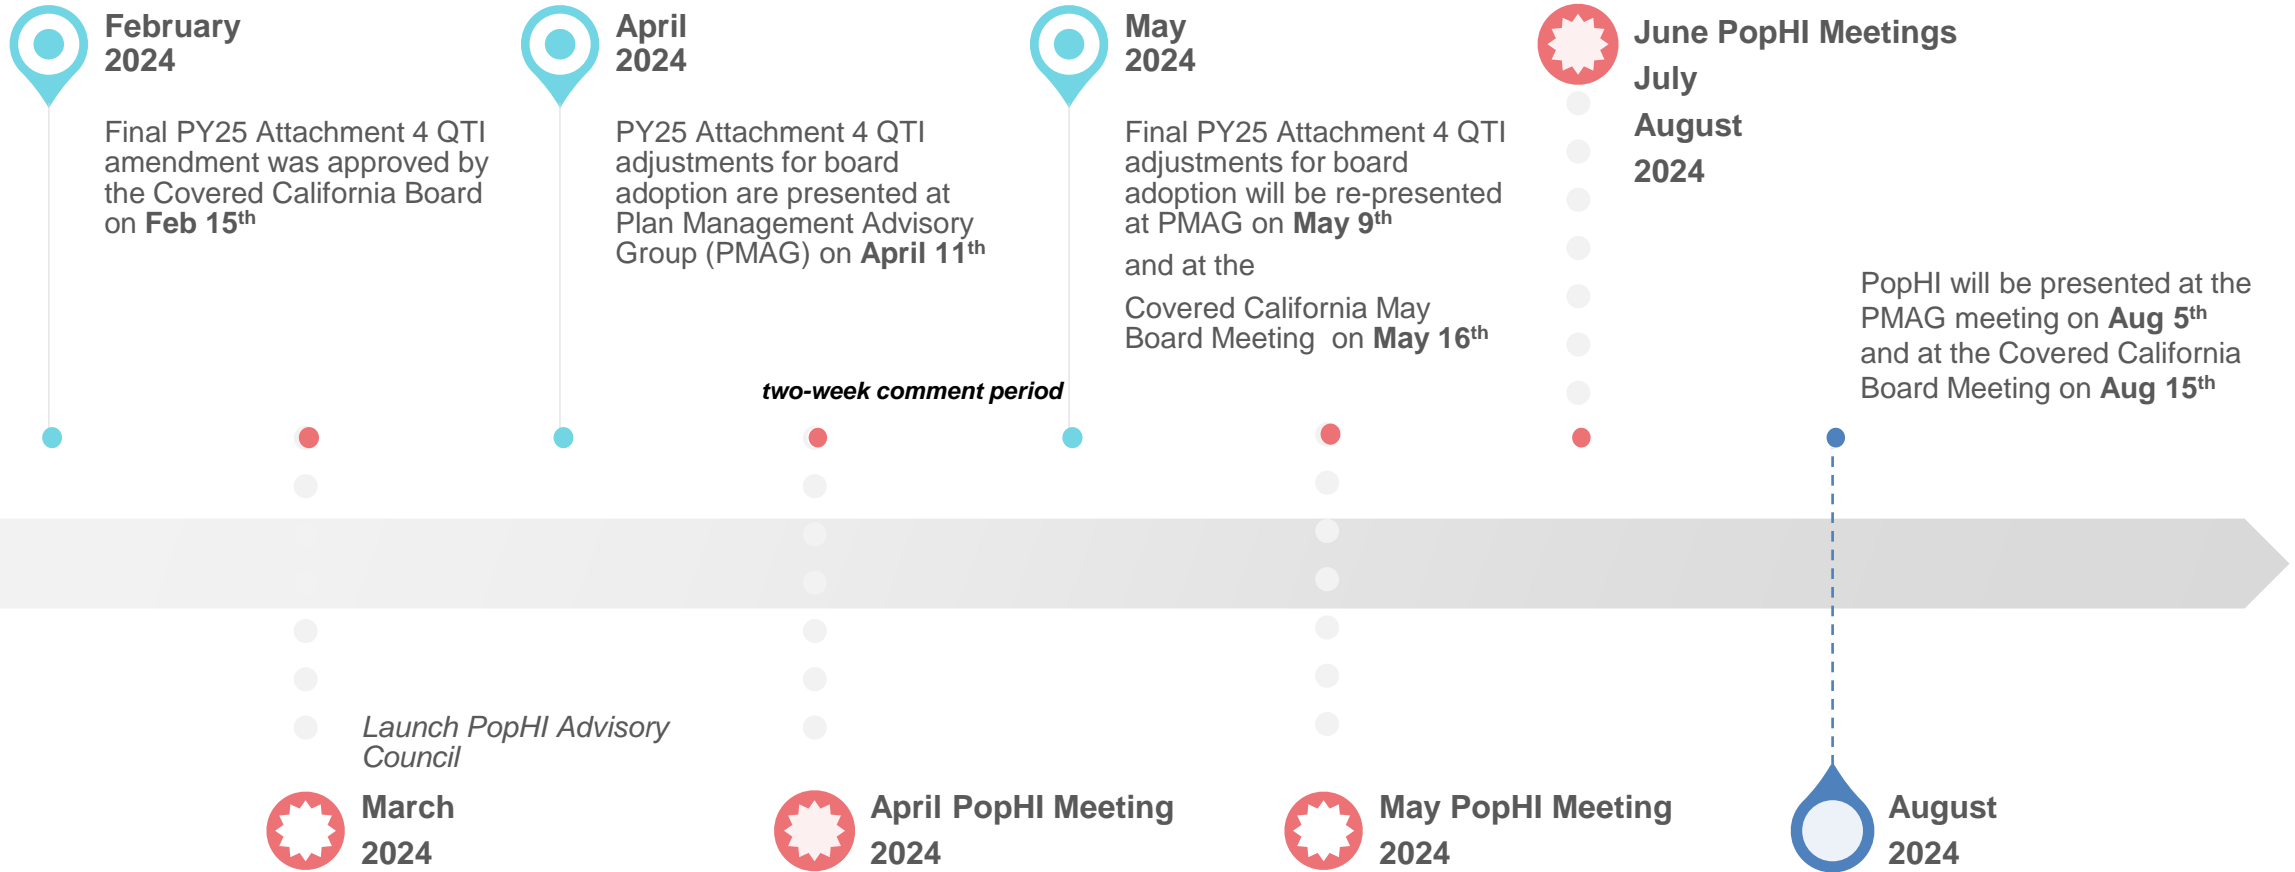 February
2024
Final PY25 Attachment 4 QTI
amendment was approved by
the Covered California Board
on Feb 15th
April
2024
PY25 Attachment 4 QTI
adjustments for board
adoption are presented at
Plan Management Advisory
Group (PMAG) on April 11th
two-week comment period
May
2024
Final PY25 Attachment 4 QTI
adjustments for board
adoption will be re-presented
at PMAG on May 9th
and at the
Covered California May
Board Meeting on May 16th
June PopHI Meetings
July
August
2024
PopHI will be presented at the
PMAG meeting on Aug 5th
and at the Covered California
Board Meeting on Aug 15th
Launch PopHI Advisory
Council
March
2024
April PopHI Meeting
2024
May PopHI Meeting
2024
August
2024